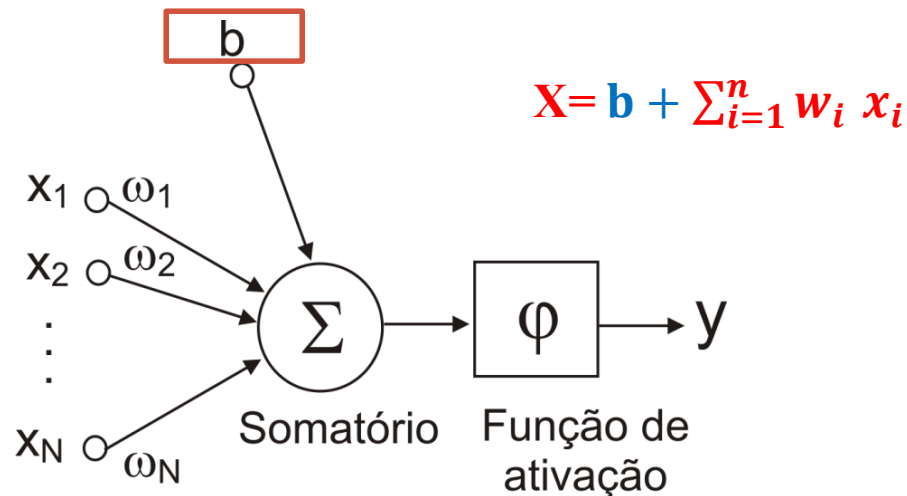 b
X= b + ∑ⁿᵢ₌₁ wᵢ xᵢ
x₁ ω₁
x₂ ω₂
.
.
.
Σ
φ
y
xN ωN
Somatório
Função de
ativação